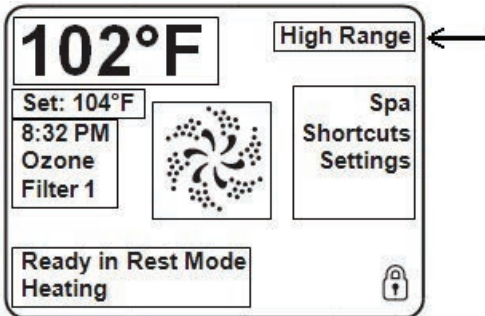 102°F
High Range
Set: 104°F
8:32 PM
Ozone
Filter 1
Spa
Shortcuts
Settings
Ready in Rest Mode
Heating